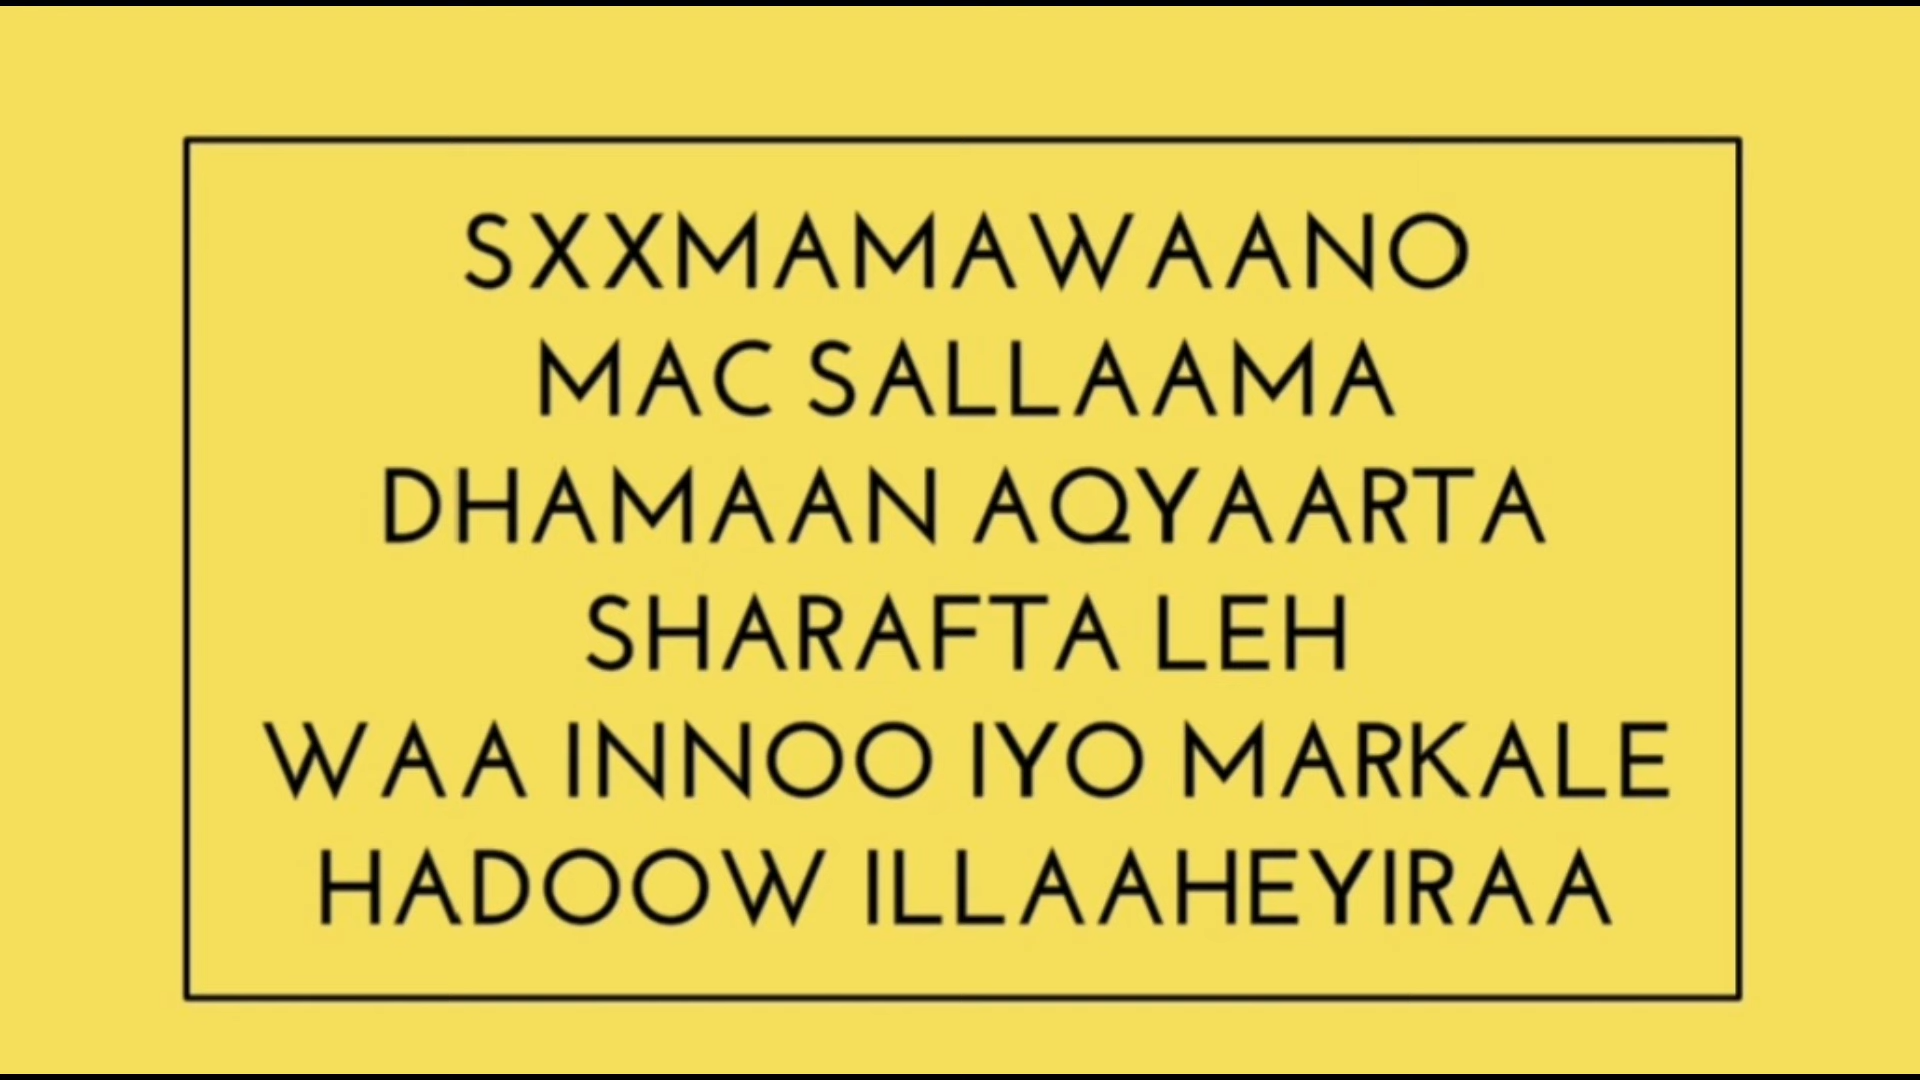 SXXMAMAWAANO
MAC SALLAAMA
DHAMAAN AQYAARTA
SHARAFTA LEH
WAA INNOO IYO MARKALE
HADOOW ILLAAHEYIRAA